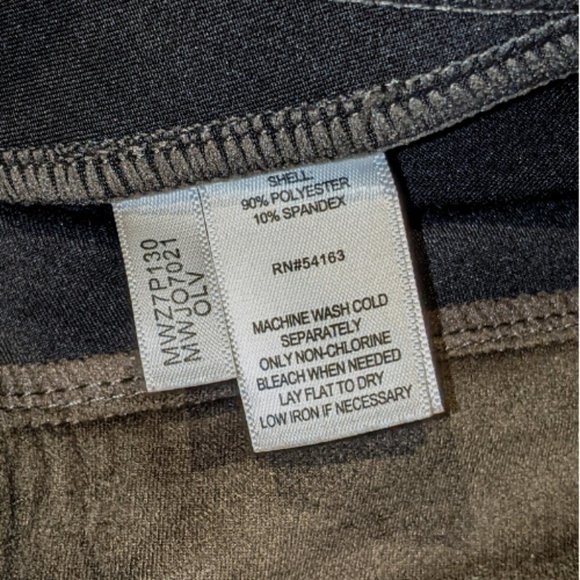 SHELL
90% POLYESTER
10% SPANDEX
RN#54163
MACHINE WASH COLD
SEPARATELY
ONLY NON-CHLORINE
BLEACH WHEN NEEDED
LAY FLAT TO DRY
LOW IRON IF NECESSARY
MWZ7P130
MWJO7021
OLV